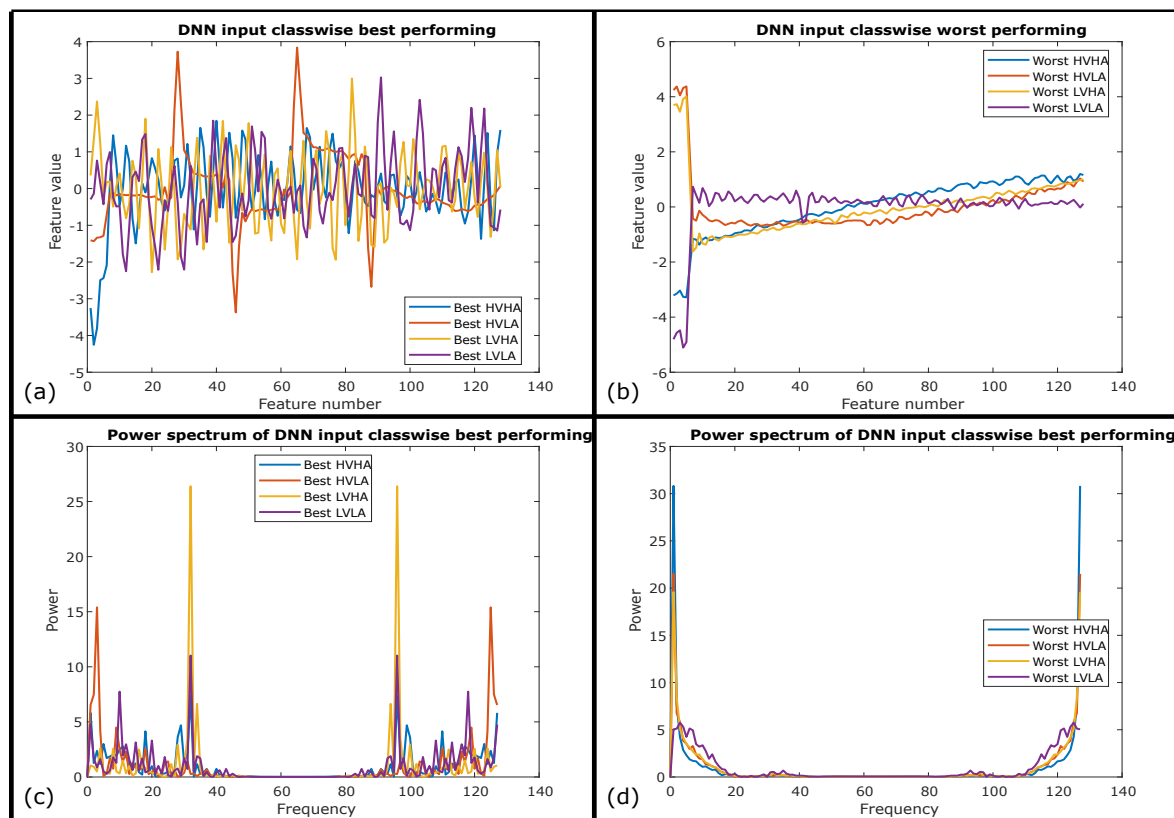 DNN input classwise best performing
4
3
2
1
0
-1
-2
-3
-4
-5
Feature value
Best HVHA
Best HVLA
Best LVHA
Best LVLA
0 20 40 60 80 100 120 140
Feature number
(a)
DNN input classwise worst performing
6
4
2
0
-2
-4
-6
Feature value
Worst HVHA
Worst HVLA
Worst LVHA
Worst LVLA
0 20 40 60 80 100 120 140
Feature number
(b)
Power spectrum of DNN input classwise best performing
30
25
20
15
10
5
0
Power
Best HVHA
Best HVLA
Best LVHA
Best LVLA
0 20 40 60 80 100 120 140
Frequency
(c)
Power spectrum of DNN input classwise best performing
35
30
25
20
15
10
5
0
Power
Worst HVHA
Worst HVLA
Worst LVHA
Worst LVLA
0 20 40 60 80 100 120 140
Frequency
(d)